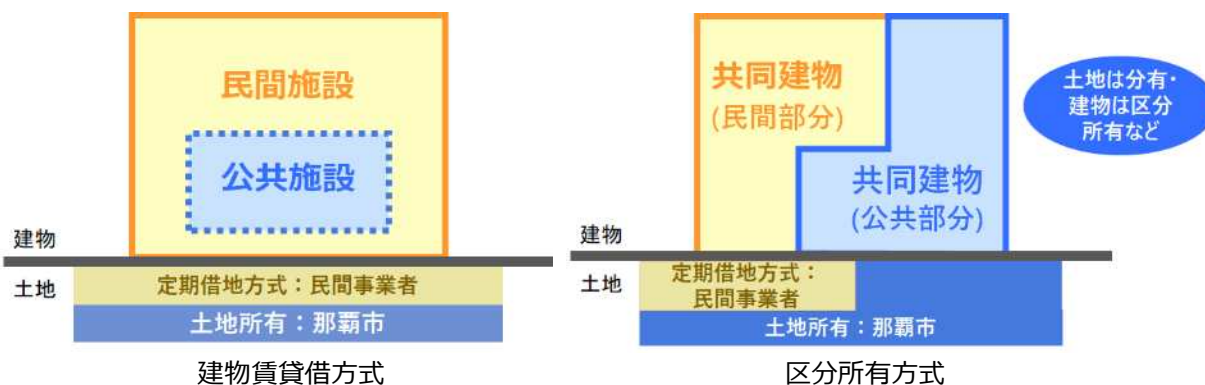 民間施設
公共施設
建物
土地
定期借地方式：民間事業者
土地所有：那覇市
建物賃貸借方式
共同建物
(民間部分)
土地は分有・
建物は区分
所有など
共同建物
(公共部分)
建物
土地
定期借地方式：
民間事業者
土地所有：那覇市
区分所有方式